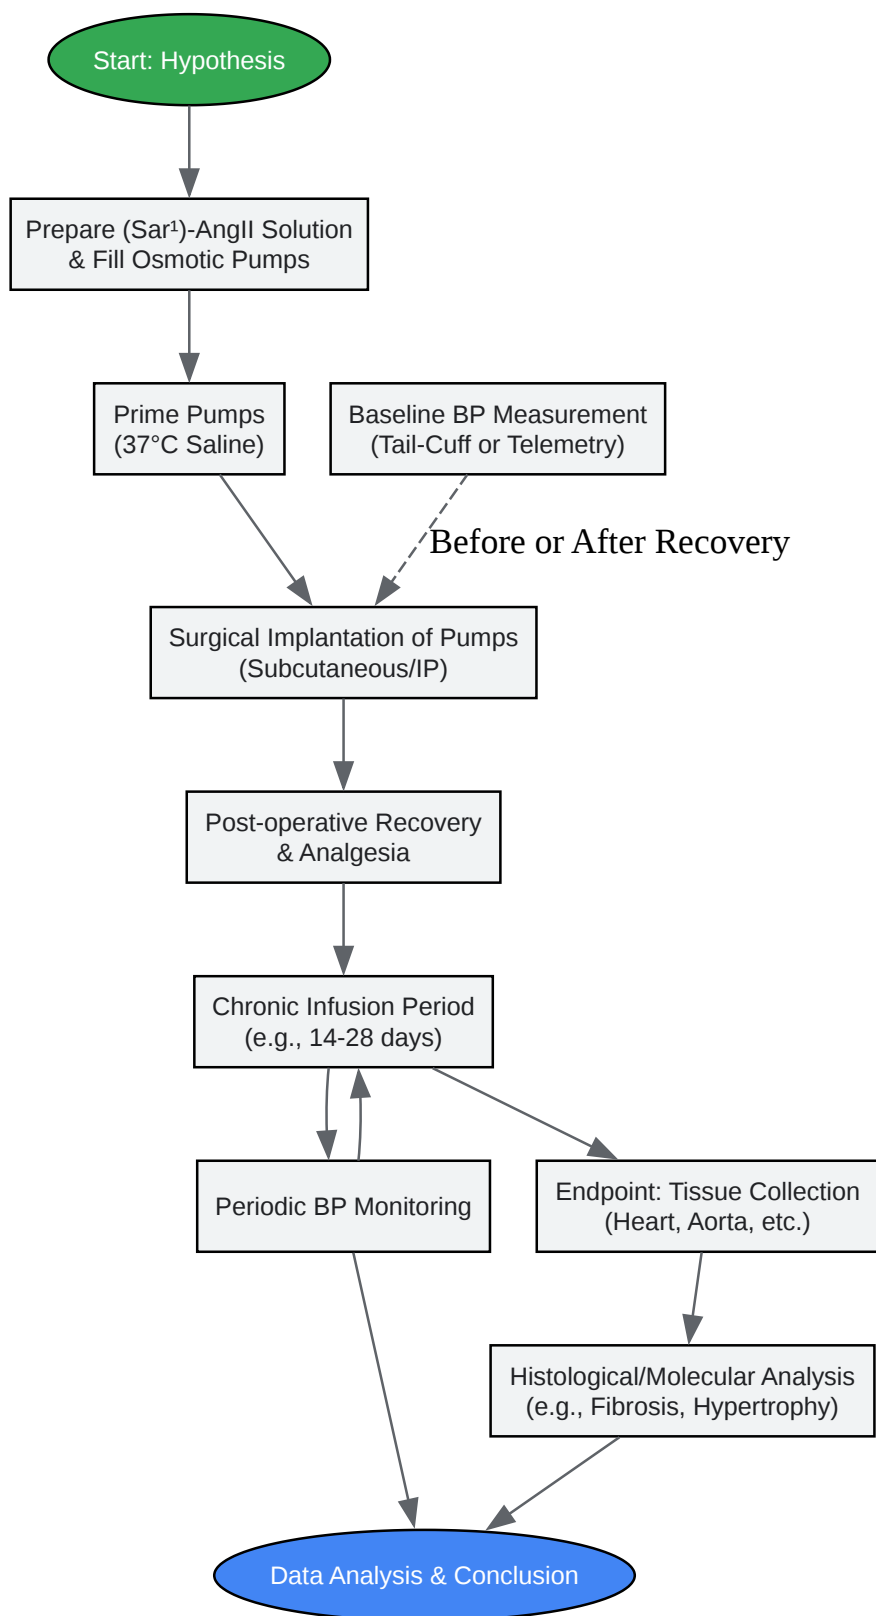 Start: Hypothesis
Prepare (Sar¹)-AngII Solution
& Fill Osmotic Pumps
Prime Pumps
(37°C Saline)
Baseline BP Measurement
(Tail-Cuff or Telemetry)
Before or After Recovery
Surgical Implantation of Pumps
(Subcutaneous/IP)
Post-operative Recovery
& Analgesia
Chronic Infusion Period
(e.g., 14-28 days)
Periodic BP Monitoring
Endpoint: Tissue Collection
(Heart, Aorta, etc.)
Histological/Molecular Analysis
(e.g., Fibrosis, Hypertrophy)
Data Analysis & Conclusion